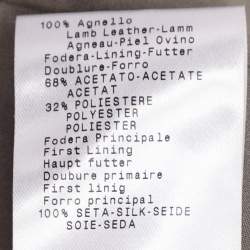 100% Agnello
Lamb Leather-Lamm
Agneau-Piel Ovino
Fodera-Lining-Futter
Doublure-Forro
68% ACETATO-ACETATE
ACETAT
32% POLIESTERE
POLYESTER
POLIESTER
Fodera Principale
First Lining
Haupt futter
Doubure primaire
First linig
Forro principal
100% SETA-SILK-SEIDE
SOIE-SEDA